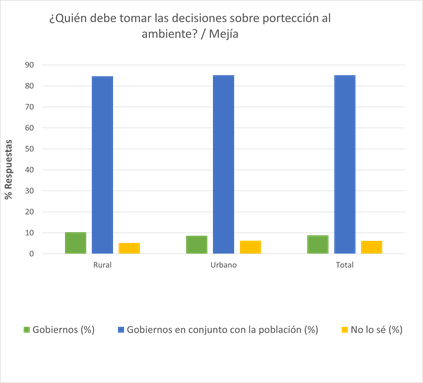 ¿Quién debe tomar las decisiones sobre portección al
ambiente? / Mejía
% Respuestas
90
80
70
60
50
40
30
20
10
0
Rural
Urbano
Total
Gobiernos (%)
Gobiernos en conjunto con la población (%)
No lo sé (%)